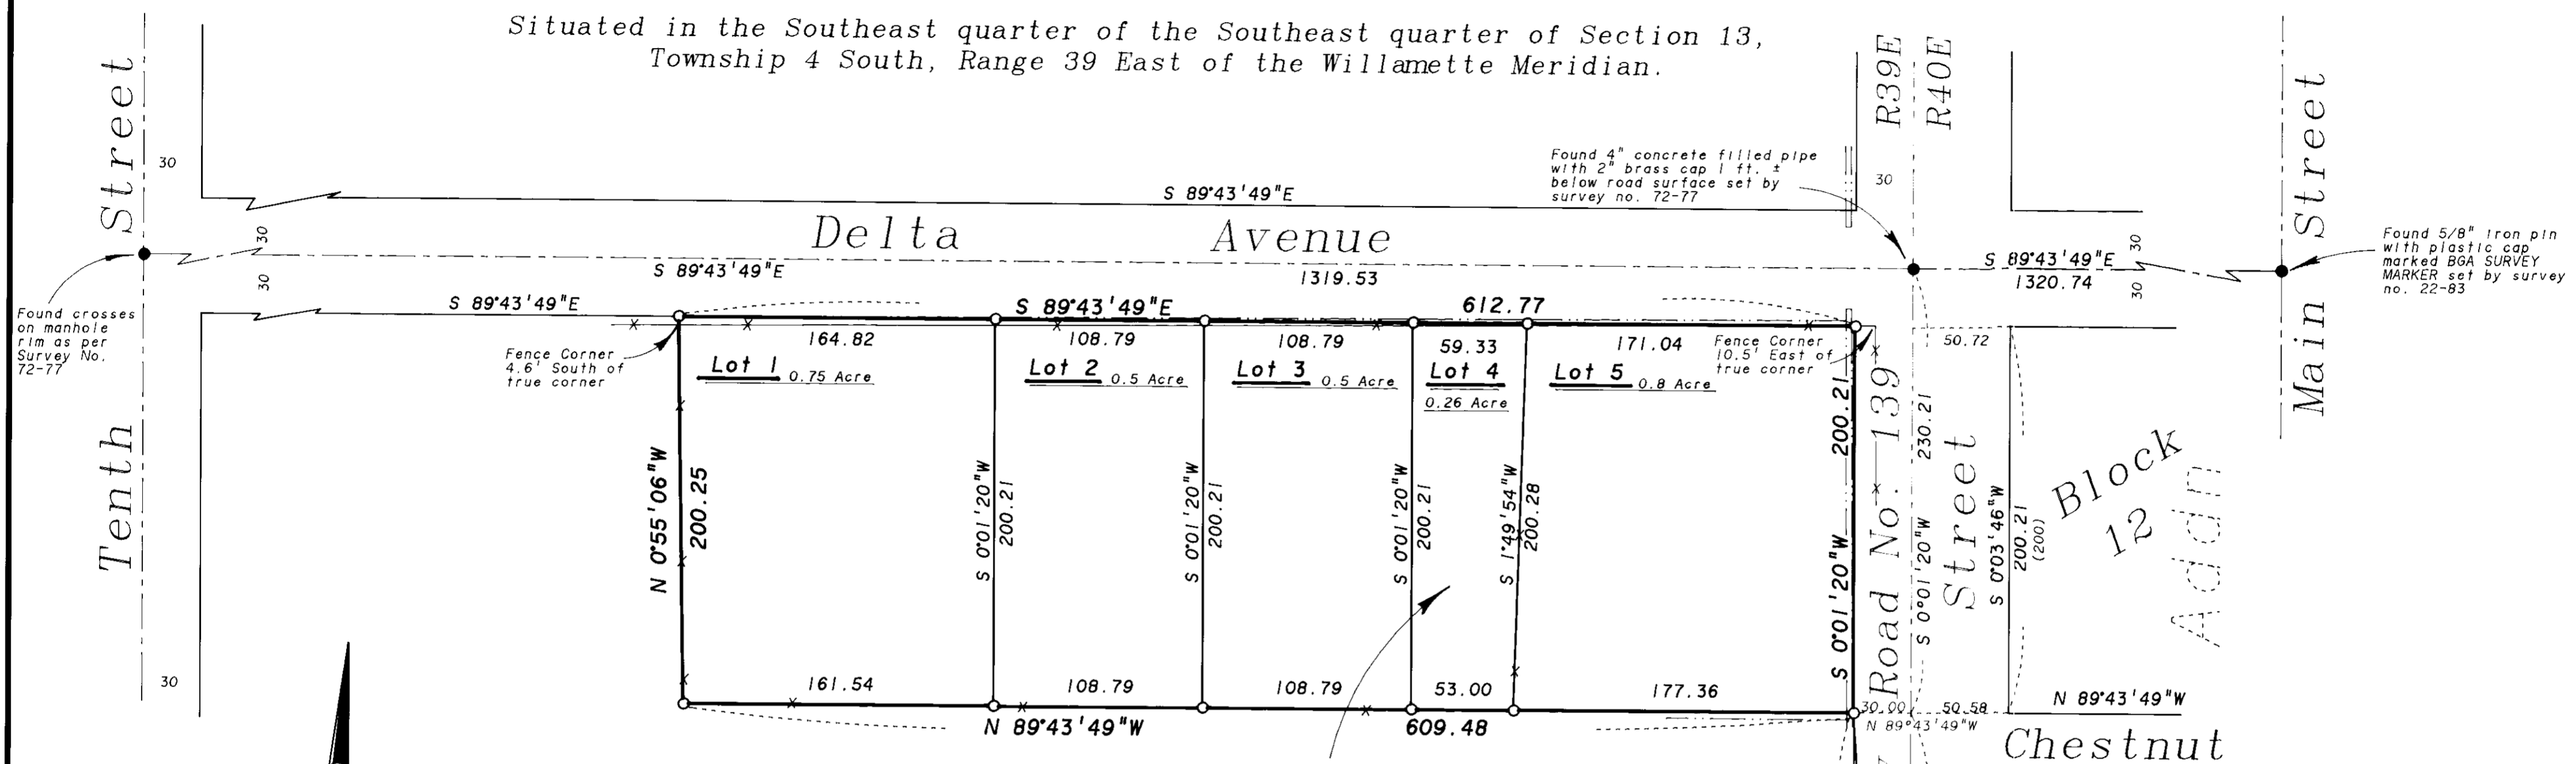 Situated in the Southeast quarter of the Southeast quarter of Section 13,
Township 4 South, Range 39 East of the Willamette Meridian.
Tenth Street
30
30
30
30
Found crosses
on manhole
rim as per
Survey No.
72-77
S 89°43'49"E
Delta Avenue
S 89°43'49"E
1319.53
Found 4" concrete filled pipe
with 2" brass cap 1 ft. ±
below road surface set by
survey no. 72-77
30
R39E
R40E
Main Street
S 89°43'49"E
1320.74
30
30
Found 5/8" iron pin
with plastic cap
marked BGA SURVEY
MARKER set by survey
no. 22-83
S 89°43'49"E
S 89°43'49"E
612.77
Fence Corner
4.6' South of
true corner
164.82
108.79
108.79
59.33
171.04
Fence Corner
10.5' East of
true corner
50.72
Lot 1 0.75 Acre
Lot 2 0.5 Acre
Lot 3 0.5 Acre
Lot 4
0.26 Acre
Lot 5 0.8 Acre
N 0°55'06"W
200.25
S 0°01'20"W
200.21
S 0°01'20"W
200.21
S 0°01'20"W
200.21
S 1°49'54"W
200.28
S 0°01'20"W 200.21
Road No. 139
S 0°01'20"W 230.21
Street
S 0°03'46"W
200.21
(200)
Block
12
Addn
161.54
108.79
108.79
53.00
177.36
30.00
50.58
N 89°43'49"W
N 89°43'49"W
N 89°43'49"W
609.48
Chestnut